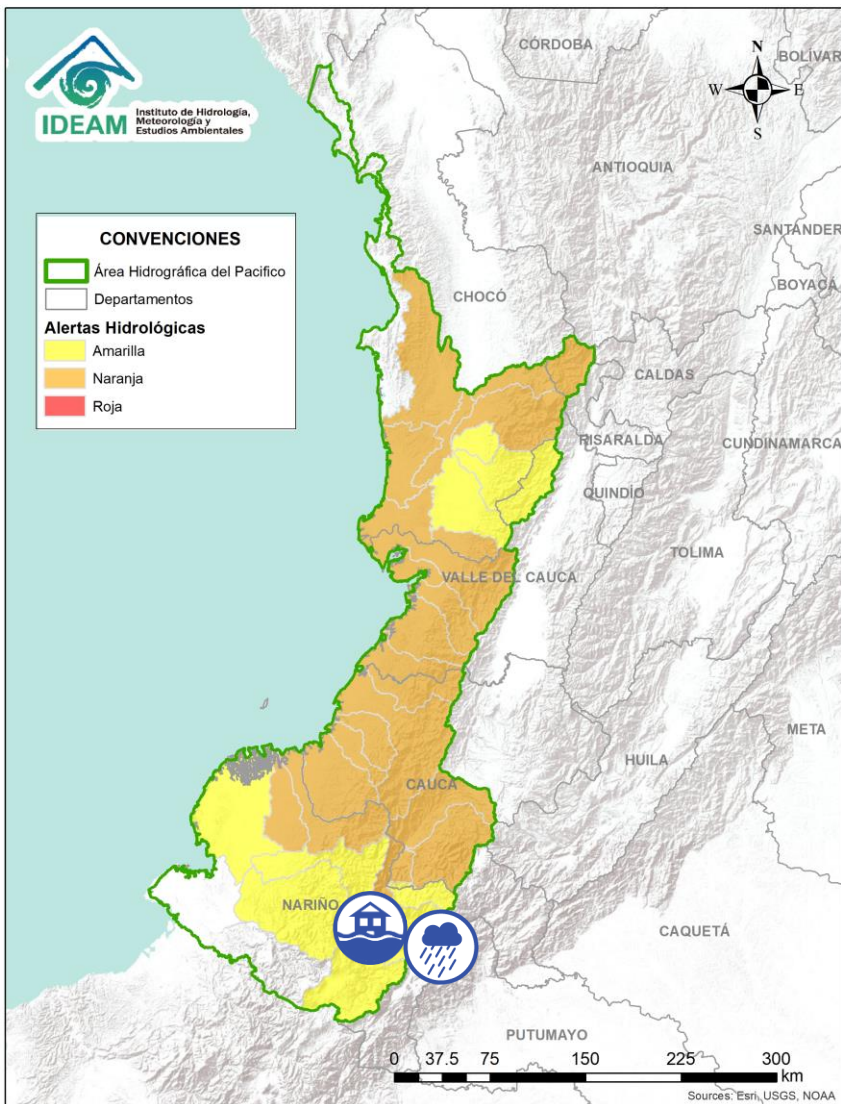 IDEAM
Instituto de Hidrología,
Meteorología y
Estudios Ambientales
N
W
E
S
CÓRDOBA
BOLÍVAR
ANTIOQUIA
SANTANDER
BOYACÁ
CONVENCIONES
Área Hidrográfica del Pacifico
Departamentos
Alertas Hidrológicas
Amarilla
Naranja
Roja
CHOCÓ
CALDAS
RISARALDA
CUNDINAMARCA
QUINDÍO
TOLIMA
VALLE DEL CAUCA
META
HUILA
CAUCA
NARIÑO
CAQUETÁ
PUTUMAYO
0 37.5 75 150 225 300
km
Sources: Esri, USGS, NOAA